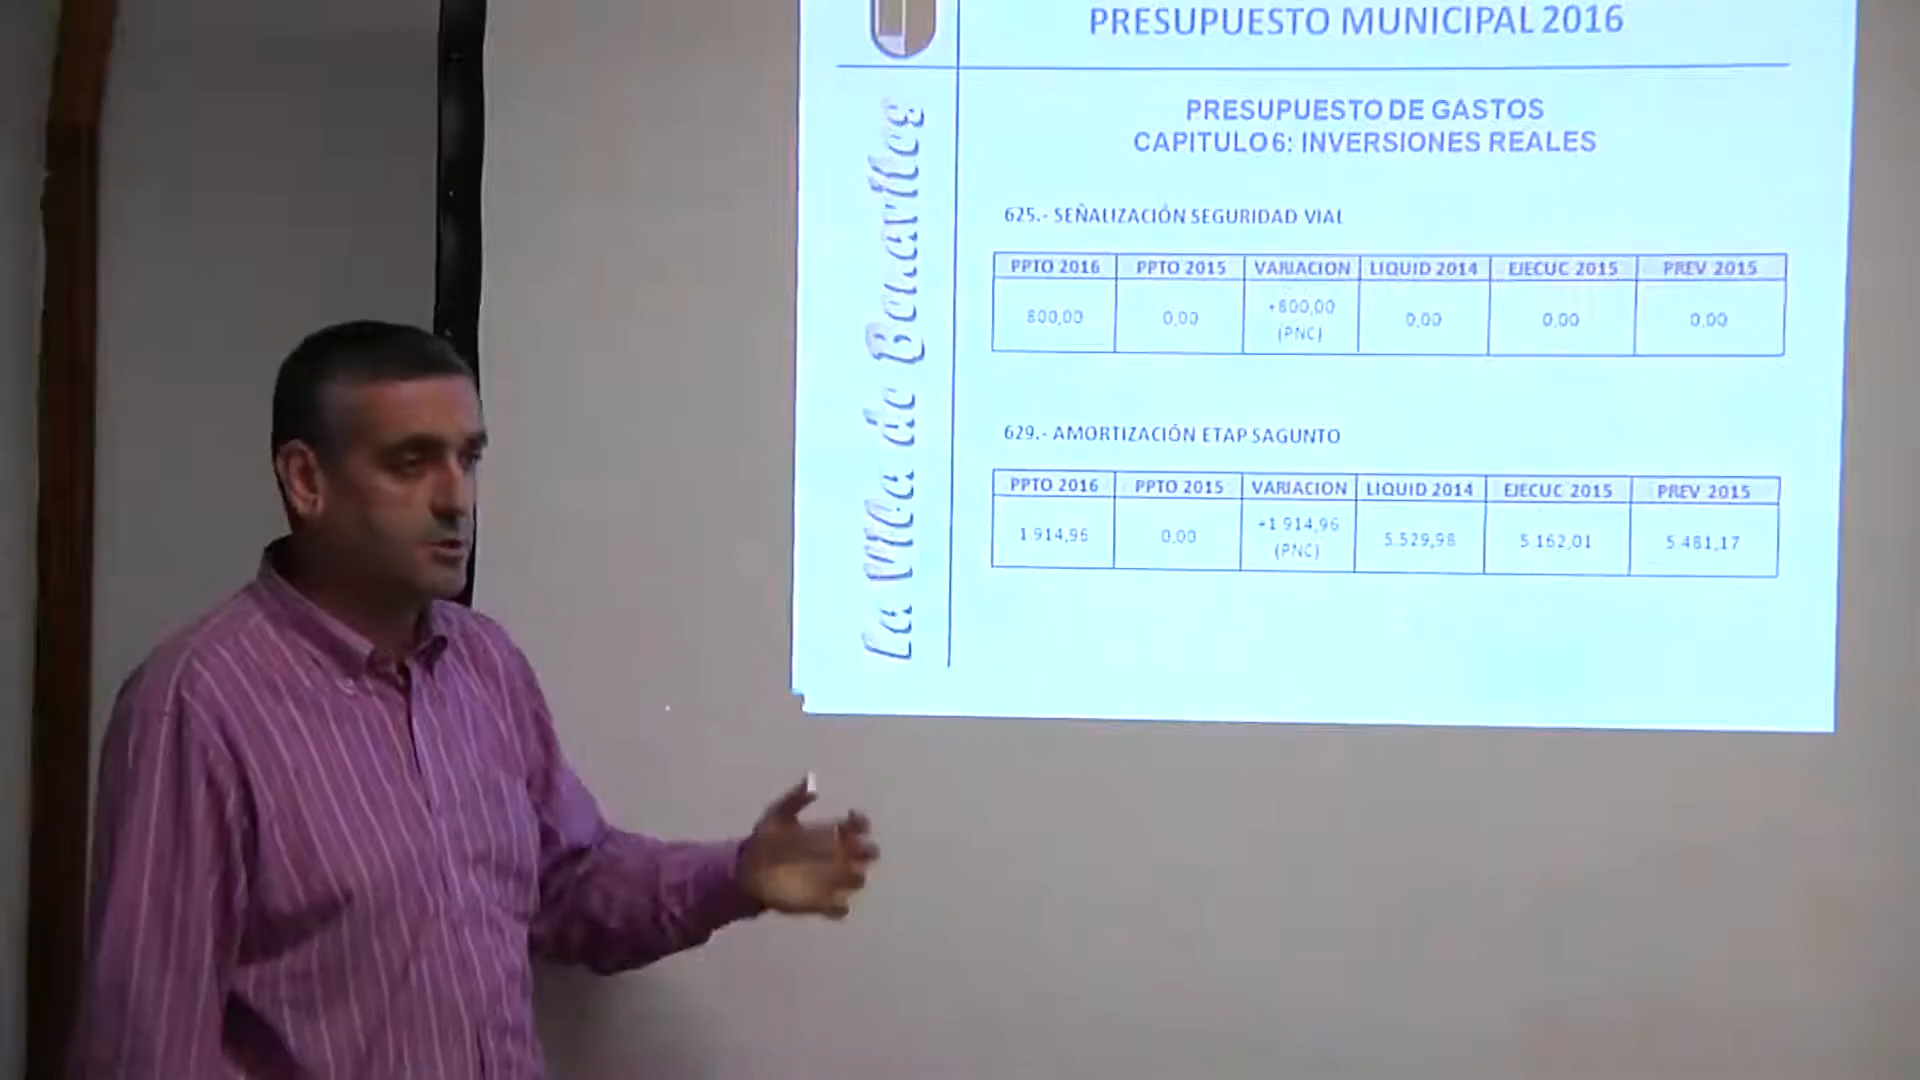 PRESUPUESTO MUNICIPAL 2016
PRESUPUESTO DE GASTOS
CAPITULO 6: INVERSIONES REALES
La Villa de Benavites
625.- SEÑALIZACIÓN SEGURIDAD VIAL
PPTO 2016 PPTO 2015 VARIACION LIQUID 2014 EJECUC 2015 PREV 2015
800,00 0,00 +800,00 (PNC) 0,00 0,00 0,00
629.- AMORTIZACIÓN ETAP SAGUNTO
PPTO 2016 PPTO 2015 VARIACION LIQUID 2014 EJECUC 2015 PREV 2015
1.914,96 0,00 +1.914,96 (PNC) 5.529,98 5.162,01 5.481,17